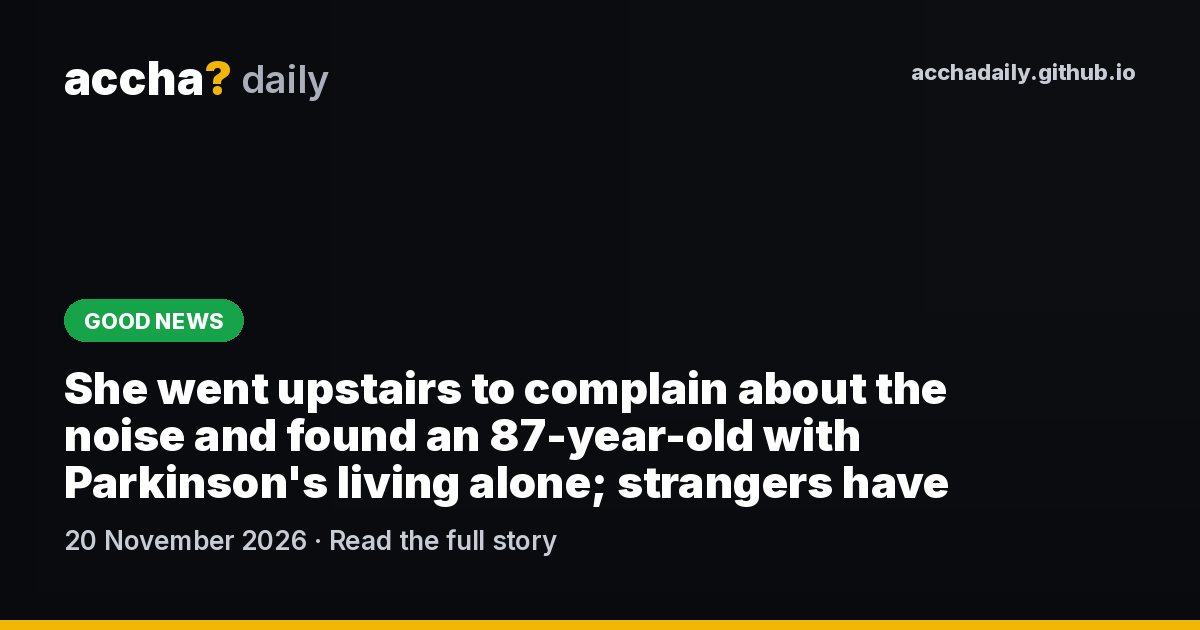 accha? daily
acchadaily.github.io
GOOD NEWS
She went upstairs to complain about the
noise and found an 87-year-old with
Parkinson's living alone; strangers have
20 November 2026 · Read the full story